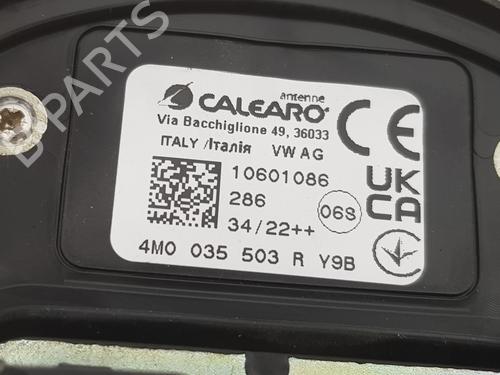 B-PARTS
antenne
CALEARO
Via Bacchiglione 49, 36033
ITALY /Італія VW AG
CE
10601086
286
06S
34/22++
UK
CA
4M0 035 503 R Y9B